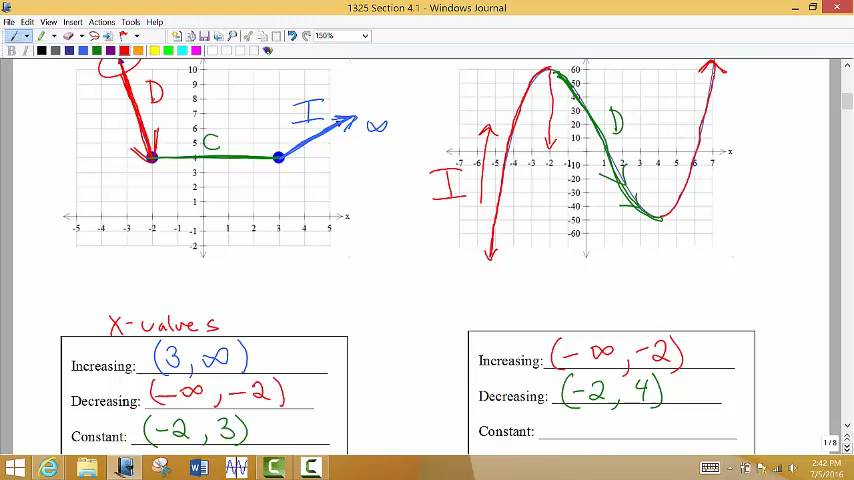 1325 Section 4.1 - Windows Journal
File Edit View Insert Actions Tools Help
150%
B
10 9 8 7 6 5 4 3 2 1 -1 -2
-5 -4 -3 -2 -1 1 2 3 4 5 x
D C I ∞
60 40 30 20 10 -10 -20 -30 -40 -50 -60
-7 -6 -5 -4 -3 -2 -1 1 2 3 4 5 6 7 x
I D
X-values
Increasing: (3, ∞)
Decreasing: (-∞, -2)
Constant: (-2, 3)
Increasing: (-∞, -2)
Decreasing: (-2, 4)
Constant:
1/8
2:42 PM
7/5/2016